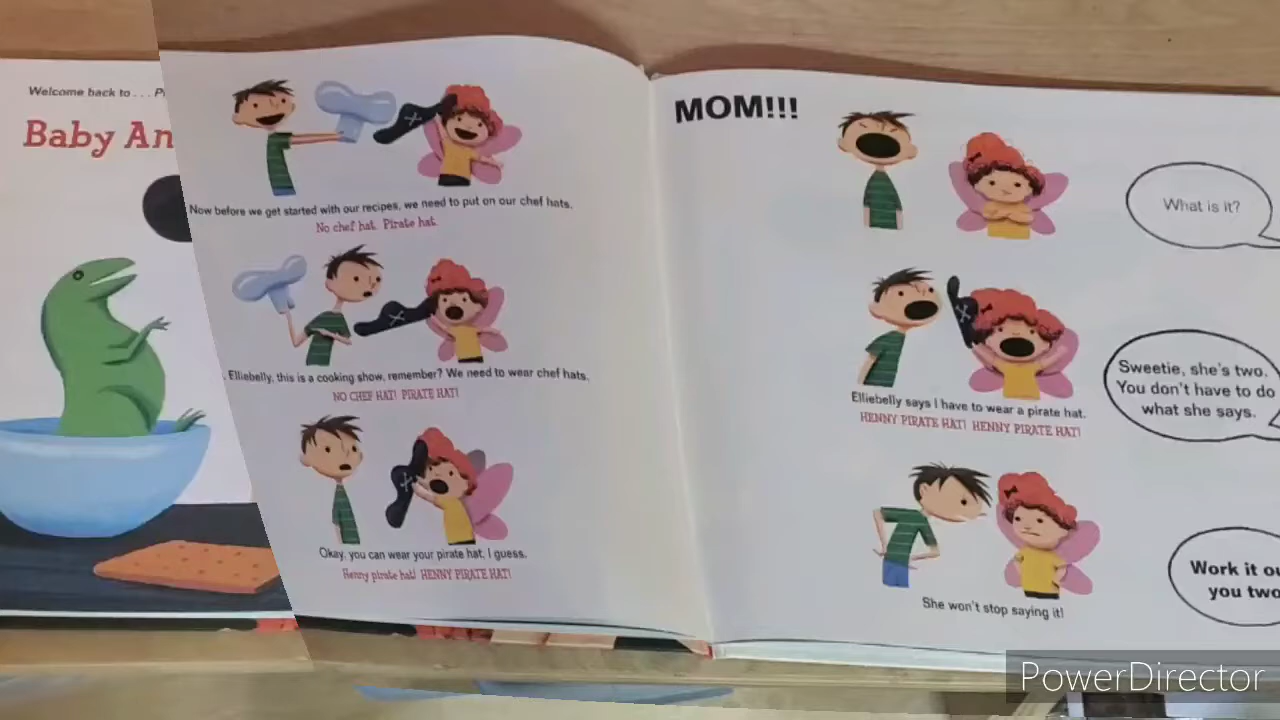 Welcome back to . . .
Baby An
Now before we get started with our recipes, we need to put on our chef hats.
No chef hat. Pirate hat.
Elliebelly, this is a cooking show, remember? We need to wear chef hats.
NO CHEF HAT! PIRATE HAT!
Okay, you can wear your pirate hat, I guess.
Henny pirate hat! HENNY PIRATE HAT!
MOM!!!
What is it?
Elliebelly says I have to wear a pirate hat.
HENNY PIRATE HAT! HENNY PIRATE HAT!
Sweetie, she's two.
You don't have to do
what she says.
She won't stop saying it!
Work it ou
you two
PowerDirector